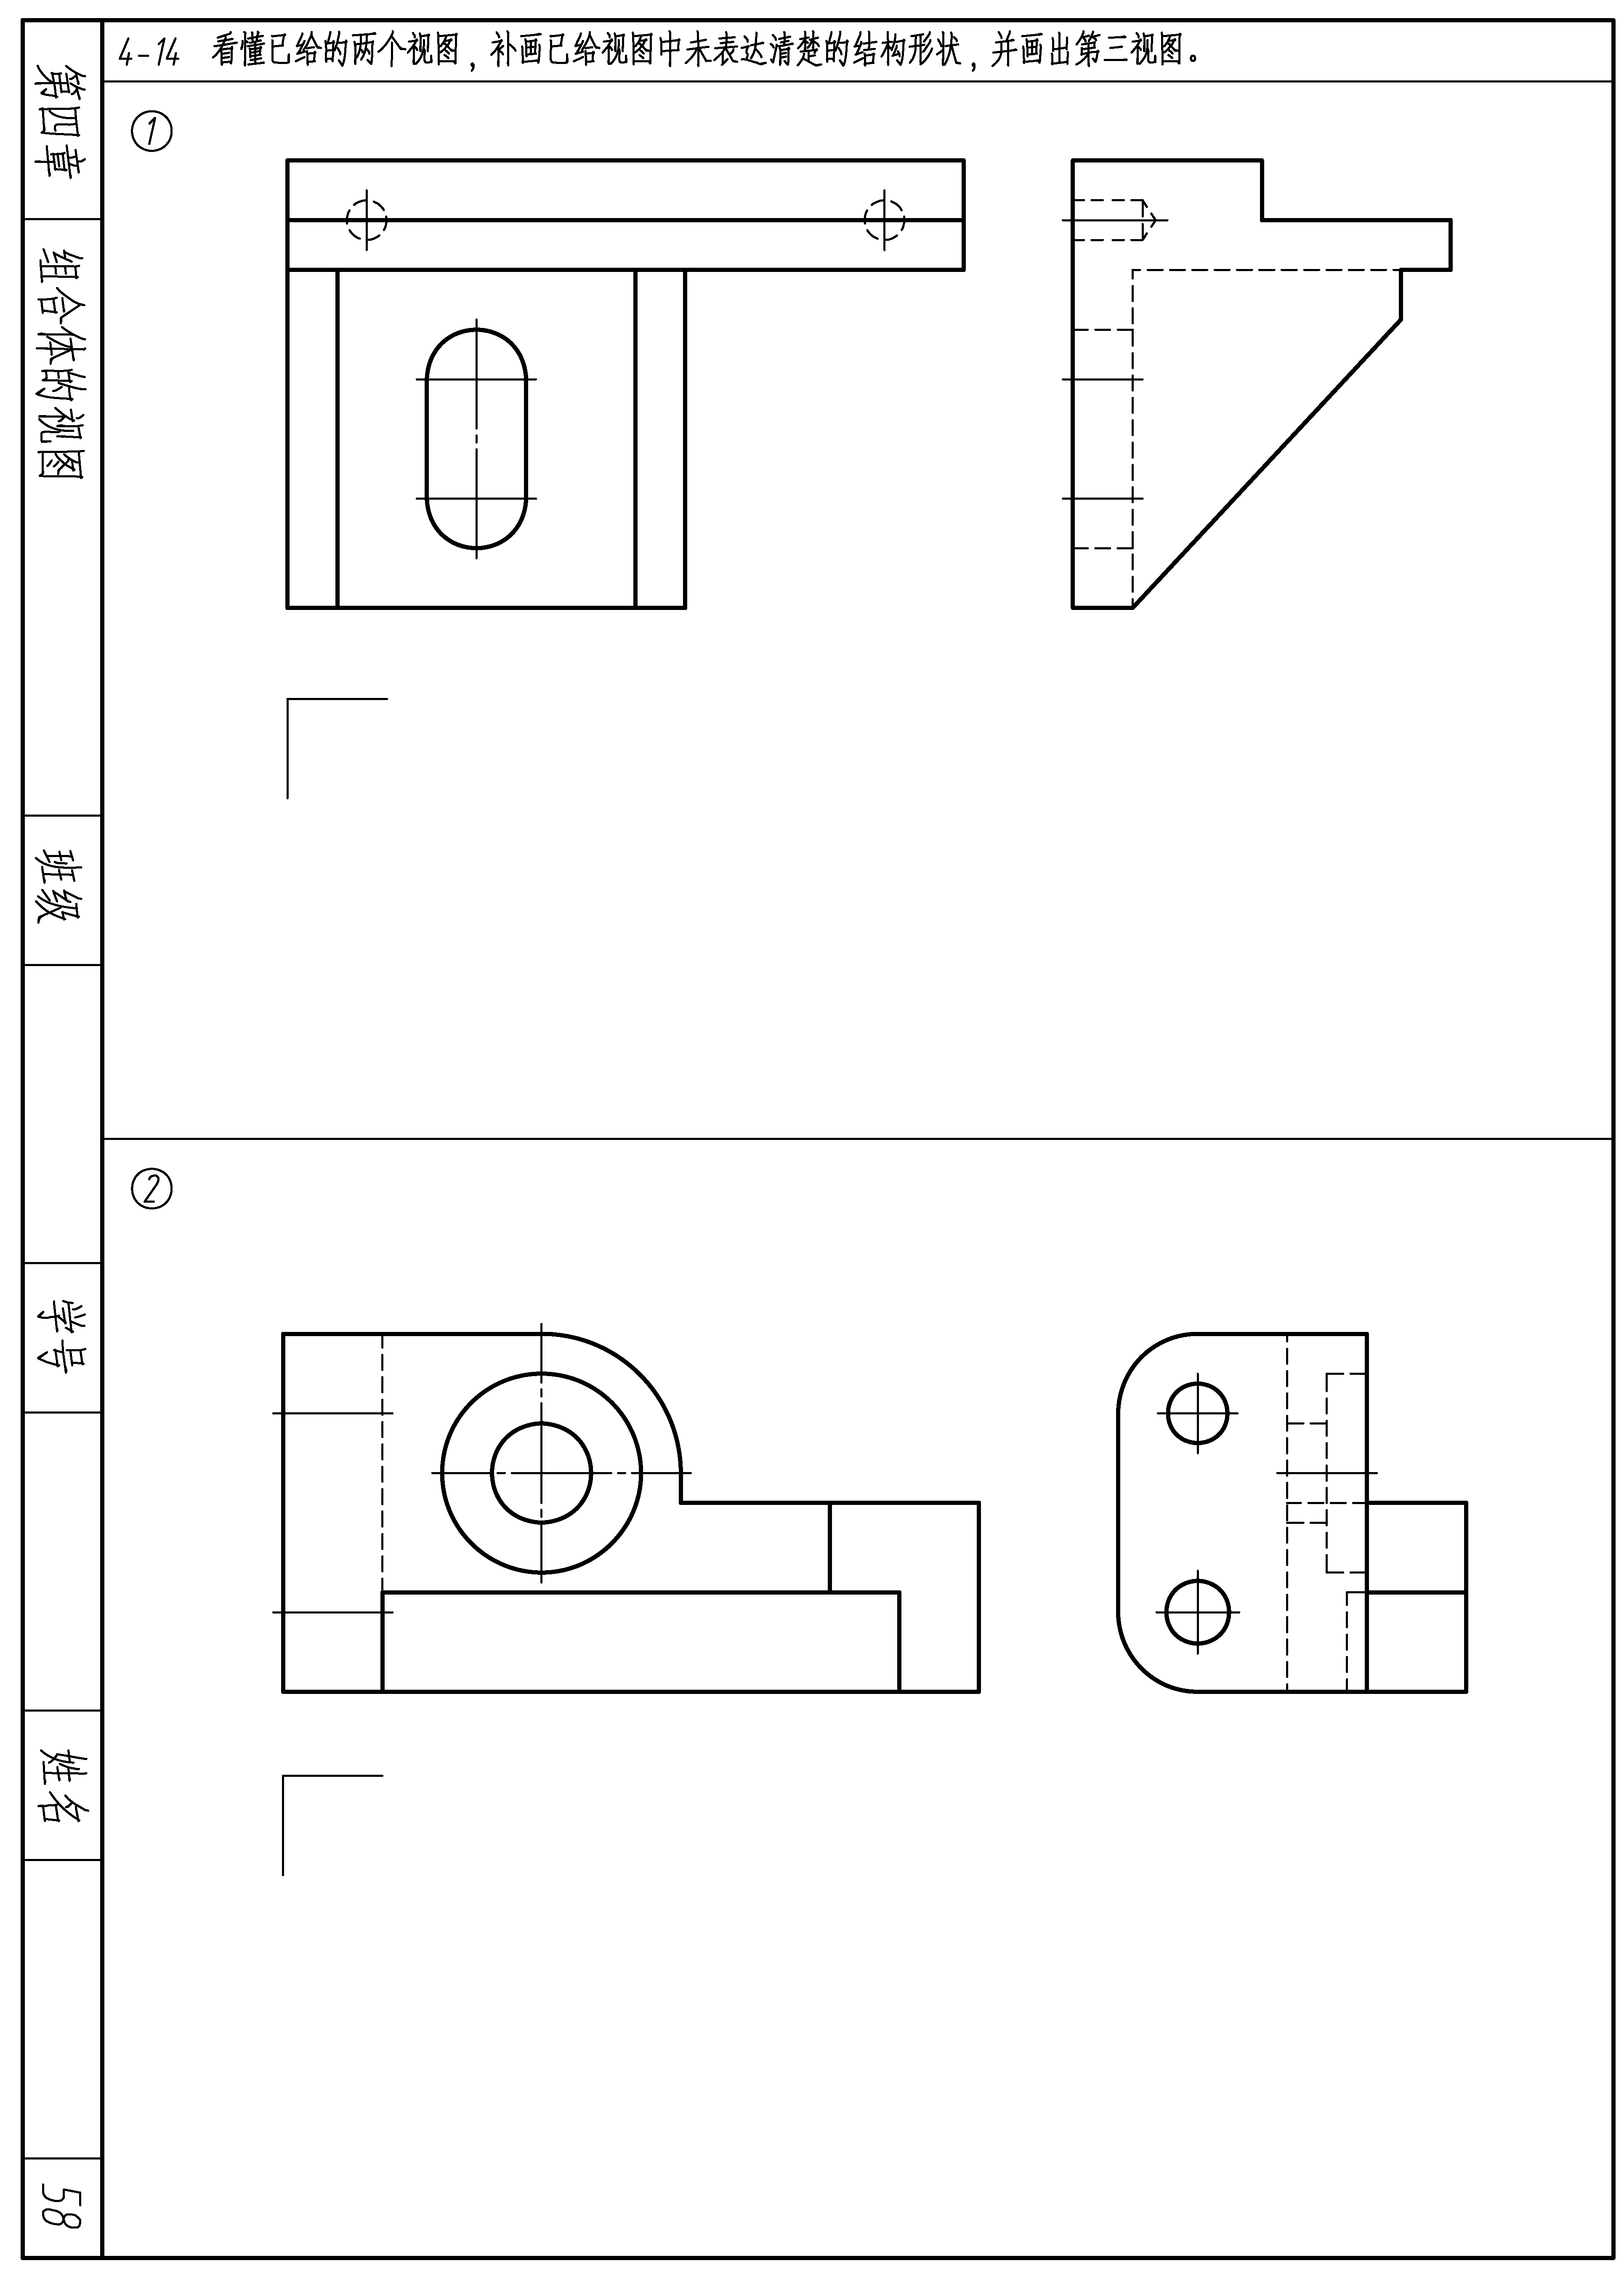 4-14 看懂已给的两个视图，补画已给视图中未表达清楚的结构形状，并画出第三视图。
①
②
第四章
组合体的视图
班级
学号
姓名
58